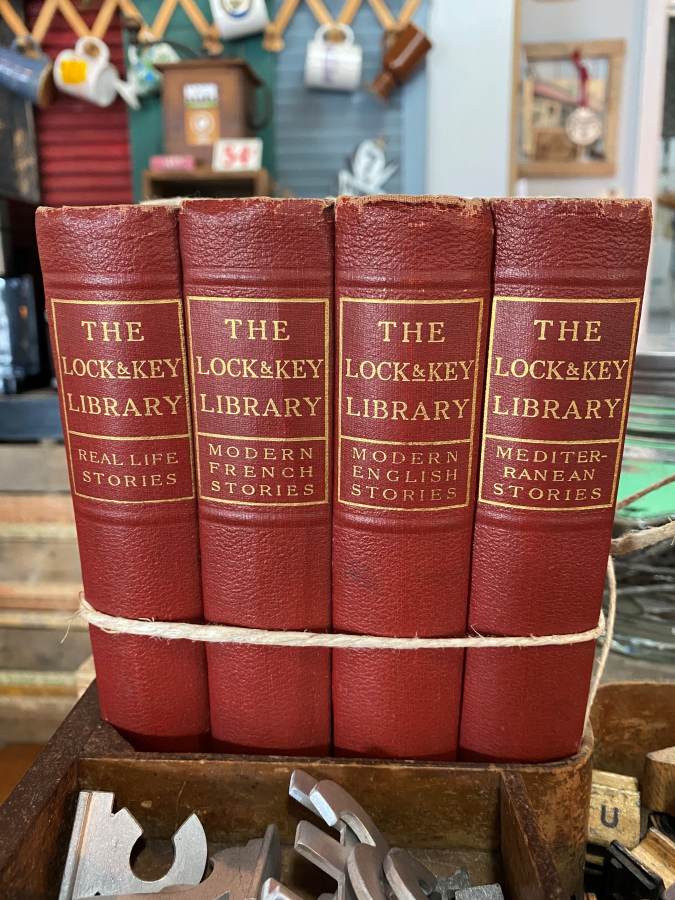 THE
LOCK&KEY
LIBRARY
REAL LIFE
STORIES
THE
LOCK&KEY
LIBRARY
MODERN
FRENCH
STORIES
THE
LOCK&KEY
LIBRARY
MODERN
ENGLISH
STORIES
THE
LOCK&KEY
LIBRARY
MEDITER-
RANEAN
STORIES
U